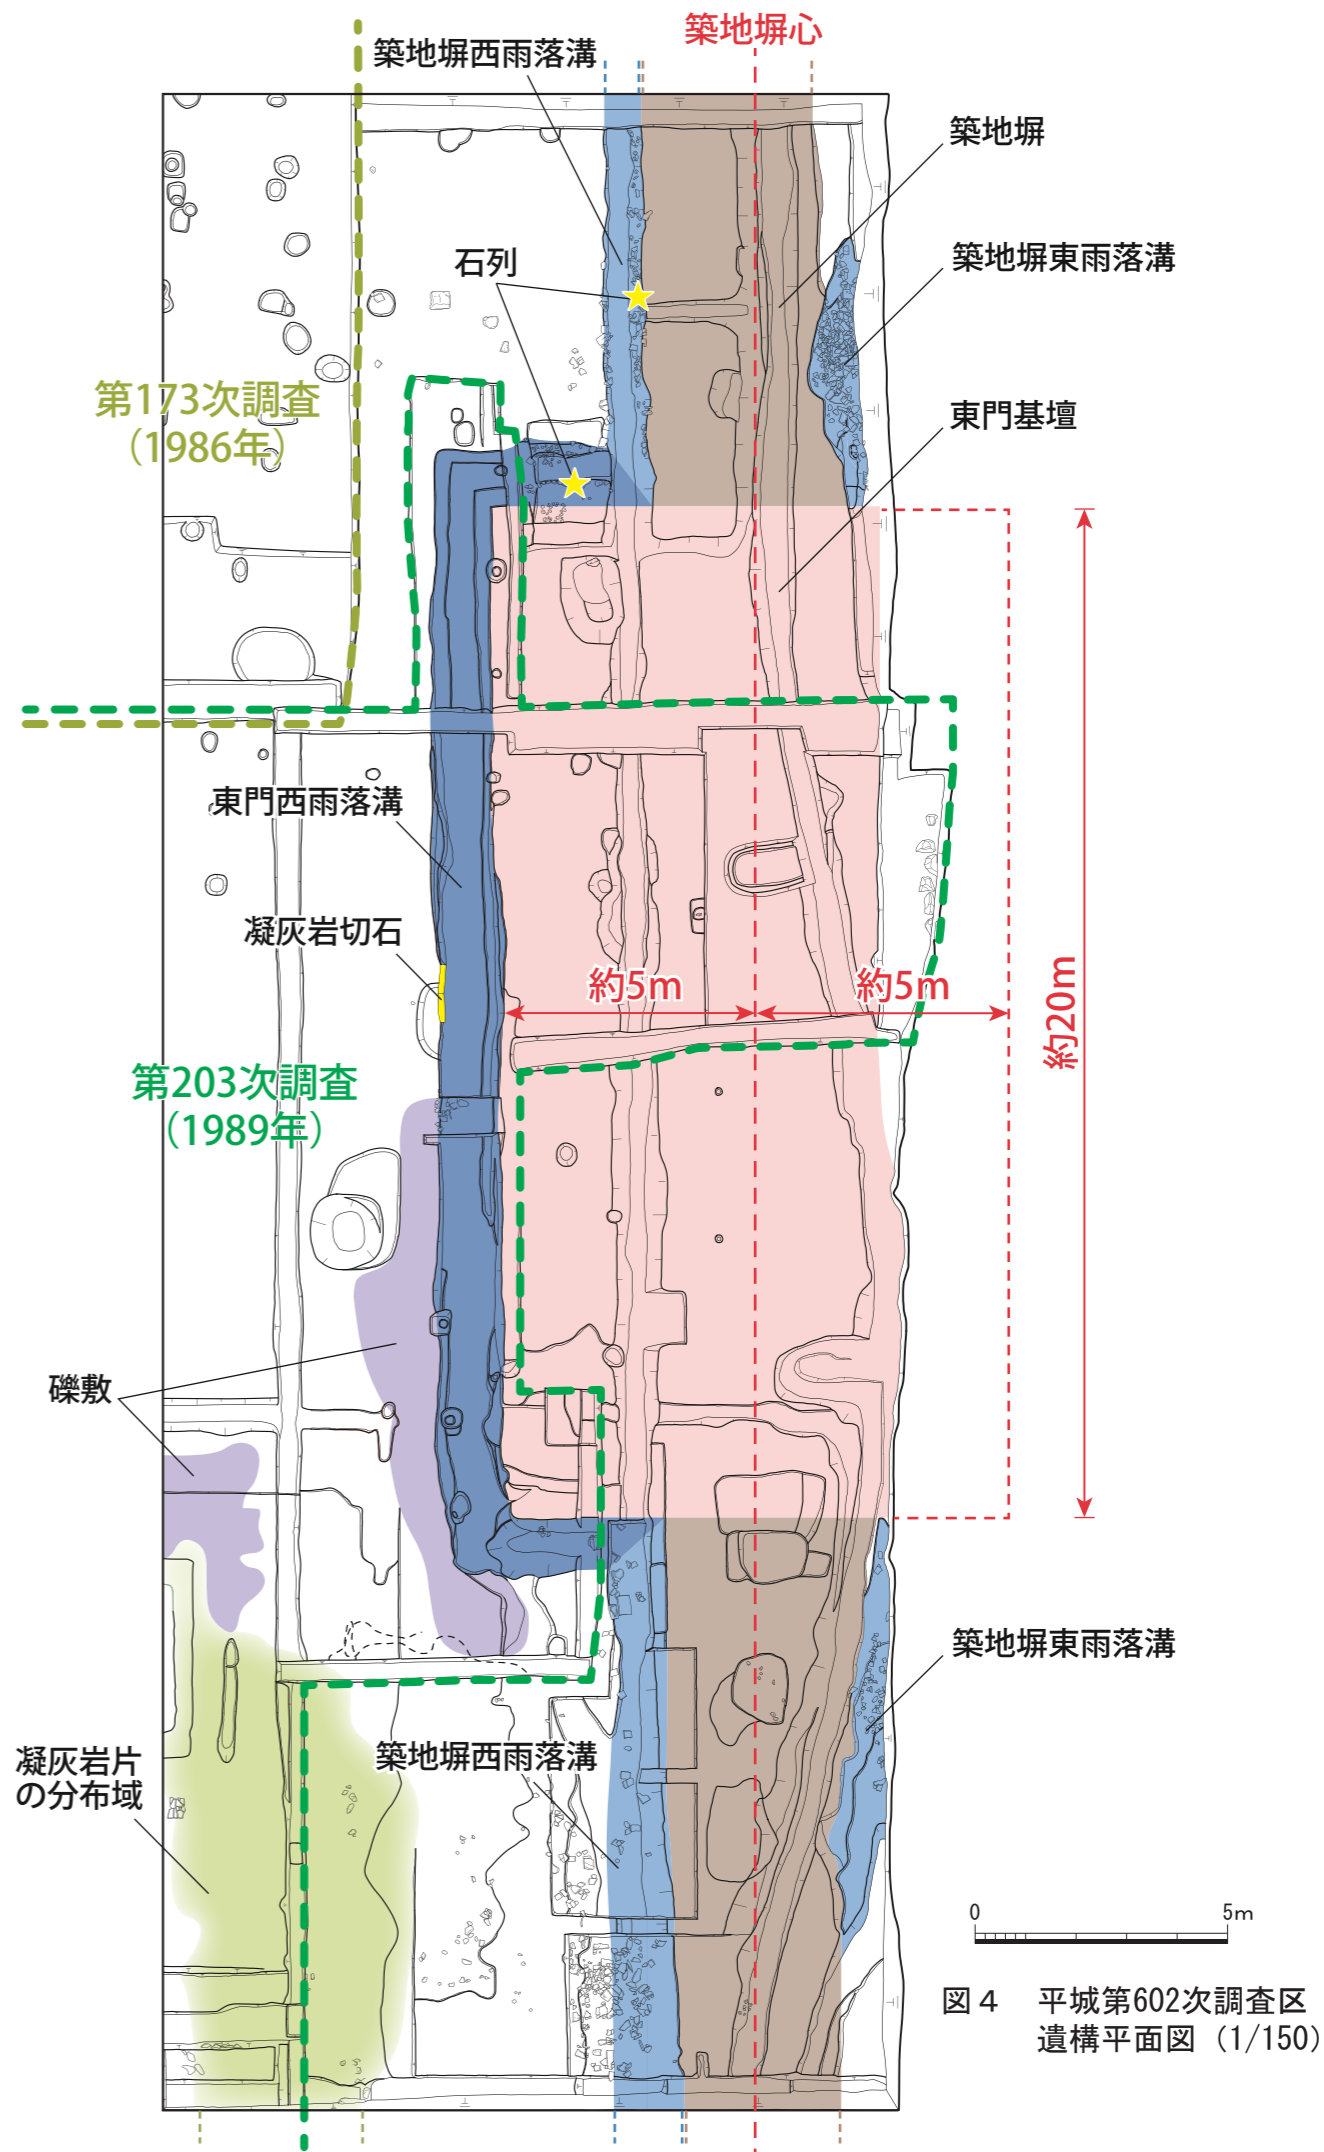 築地塀心
築地塀西雨落溝
築地塀
築地塀東雨落溝
石列
第173次調査
（1986年）
東門基壇
東門西雨落溝
凝灰岩切石
約5m
約5m
約20m
第203次調査
（1989年）
礫敷
築地塀東雨落溝
築地塀西雨落溝
凝灰岩片
の分布域
0 5m
図４ 平城第602次調査区
遺構平面図（1/150）